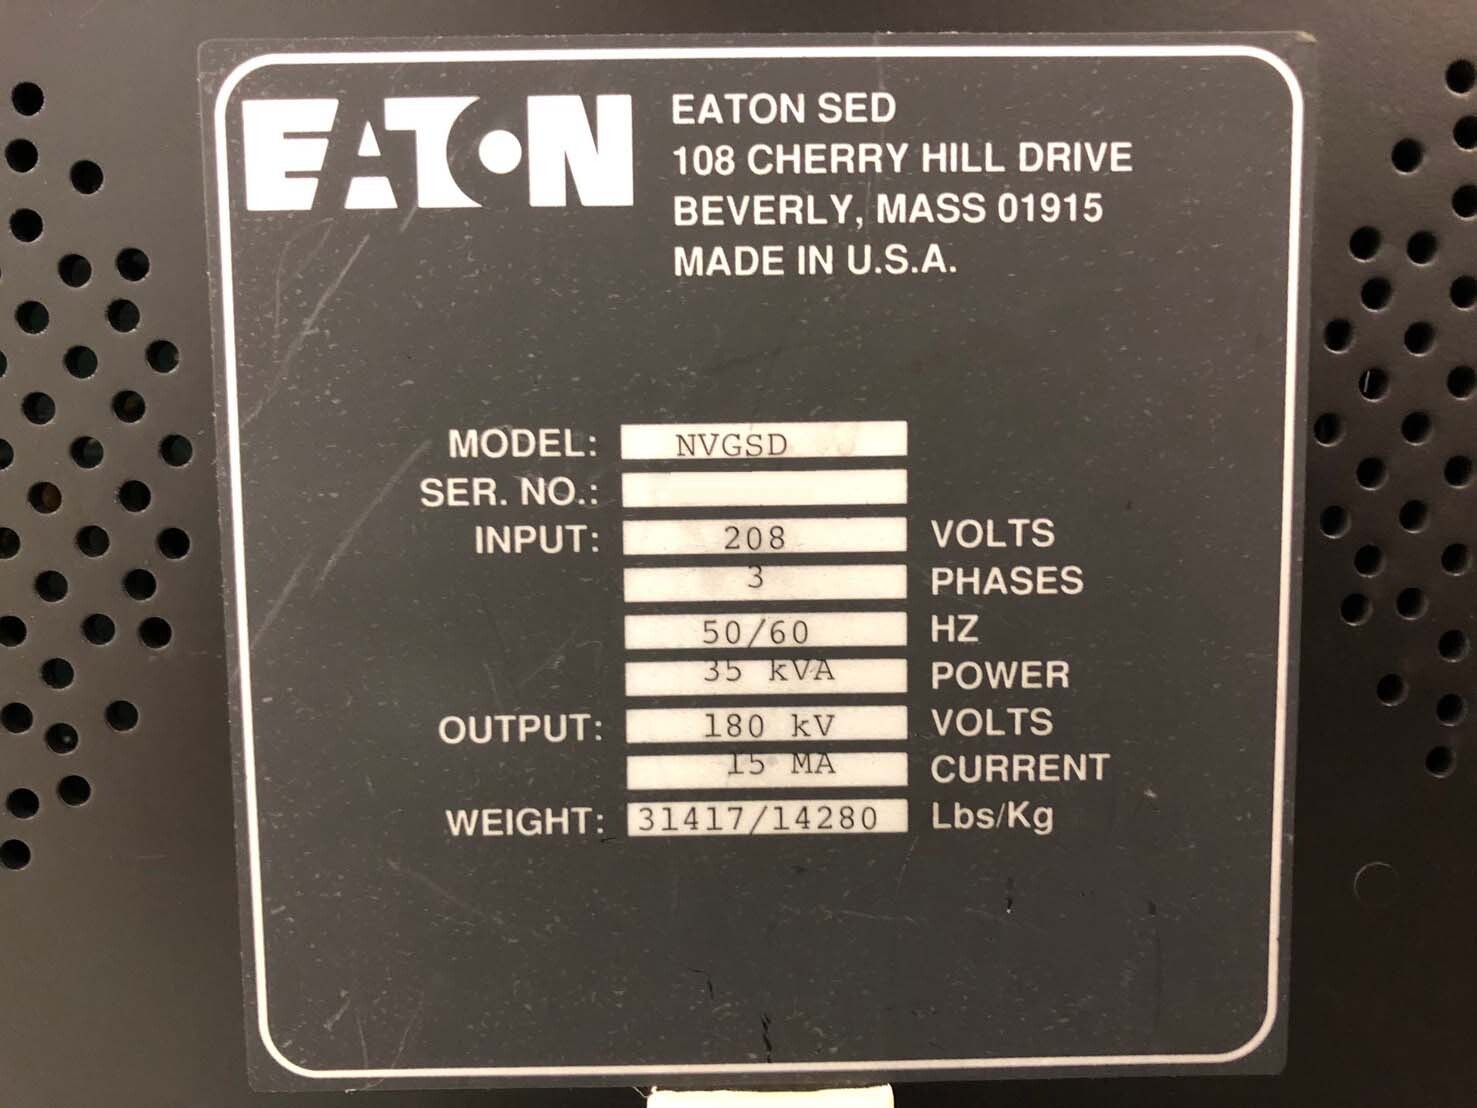 EATON
EATON SED
108 CHERRY HILL DRIVE
BEVERLY, MASS 01915
MADE IN U.S.A.
MODEL: NVGSD
SER. NO.:
INPUT: 208 VOLTS
3 PHASES
50/60 HZ
35 kVA POWER
OUTPUT: 180 kV VOLTS
15 MA CURRENT
WEIGHT: 31417/14280 Lbs/Kg